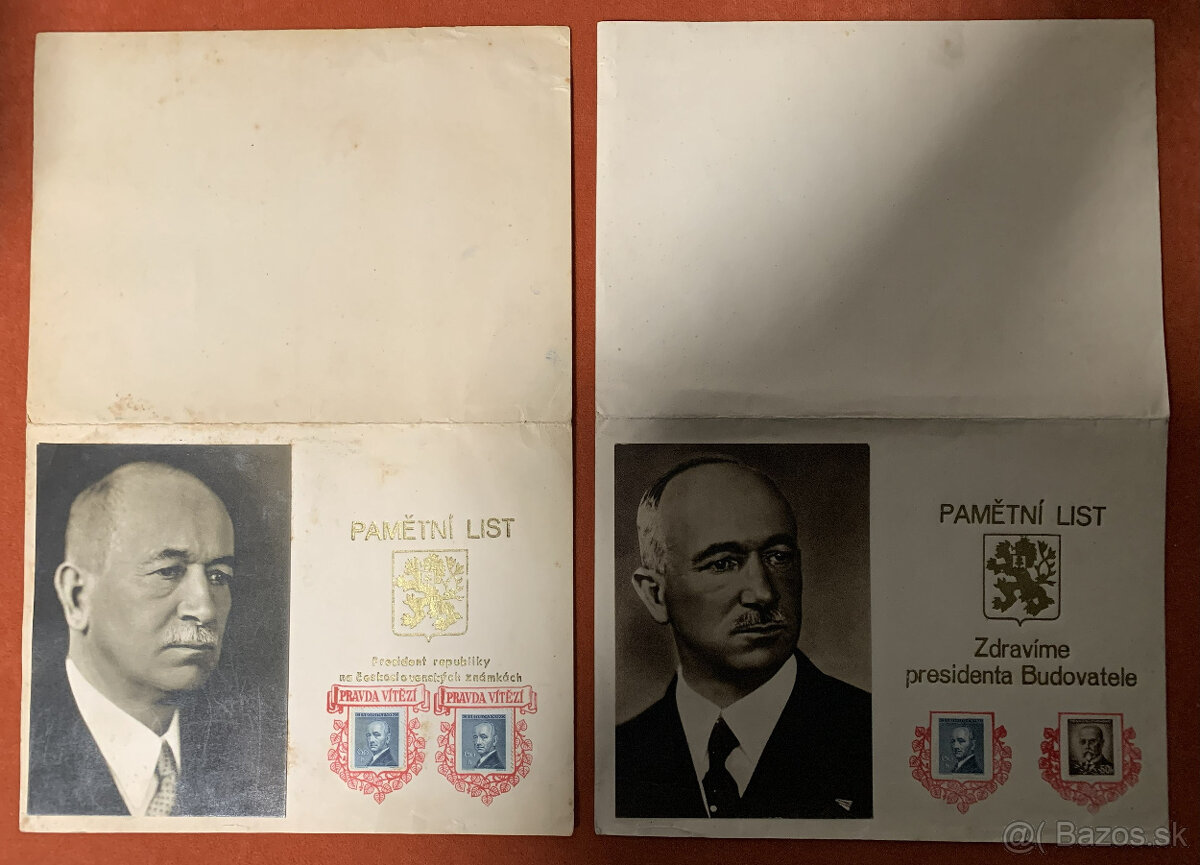 PAMĚTNÍ LIST
President republiky
na československých známkách
PRAVDA VÍTĚZÍ PRAVDA VÍTĚZÍ
PAMĚTNÍ LIST
Zdravíme
presidenta Budovatele
@( Bazos.sk